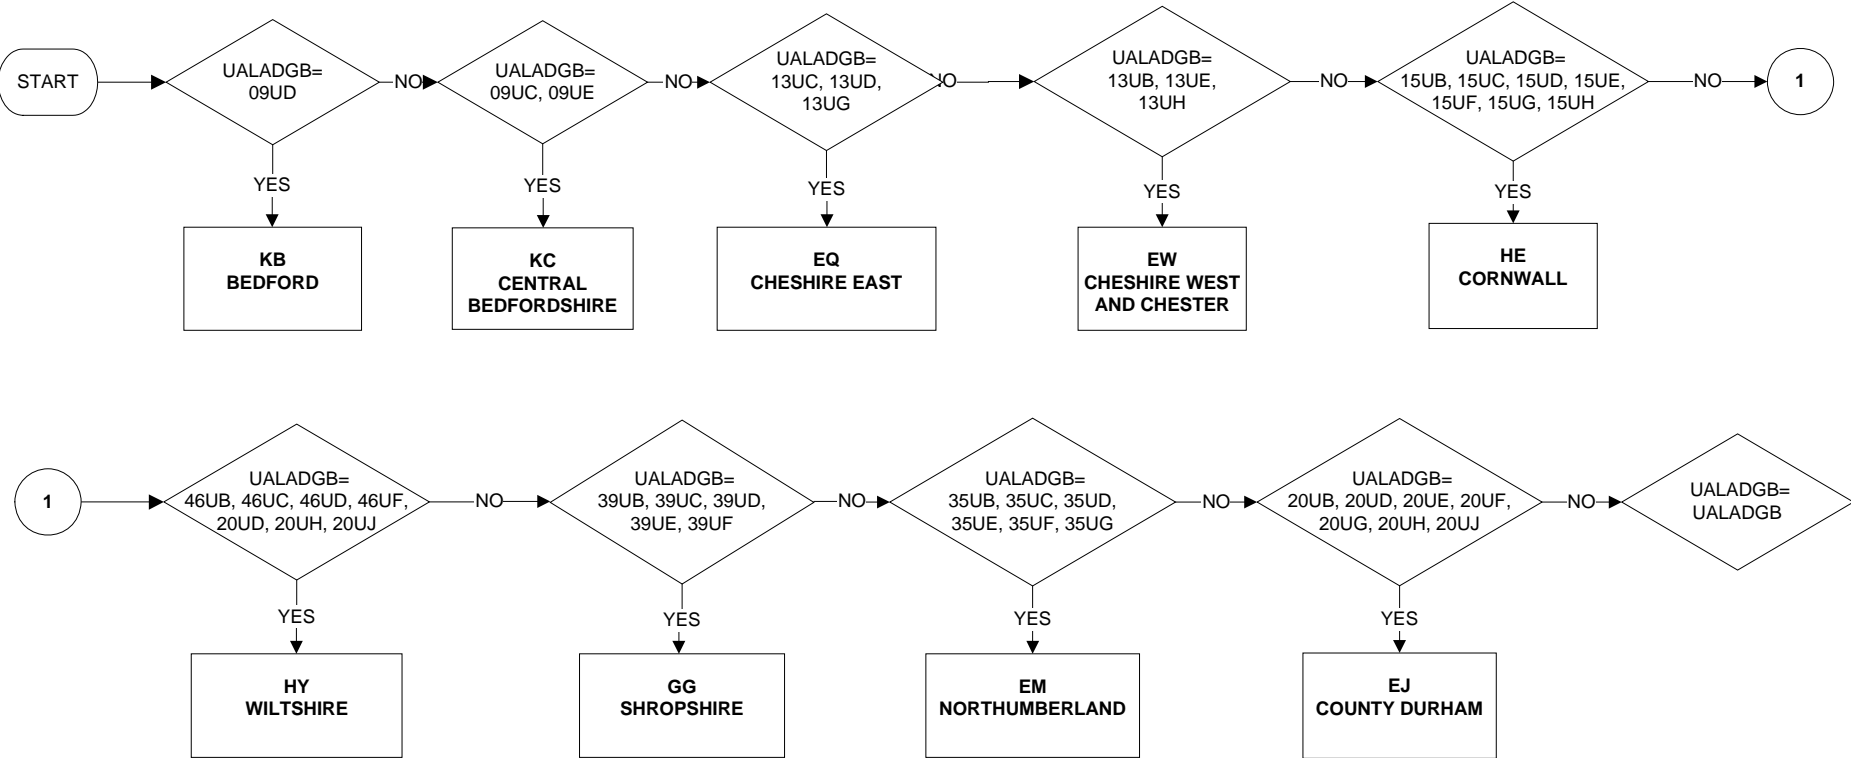 START
UALADGB=
09UD
NO
UALADGB=
09UC, 09UE
NO
UALADGB=
13UC, 13UD,
13UG
NO
UALADGB=
13UB, 13UE,
13UH
NO
UALADGB=
15UB, 15UC, 15UD, 15UE,
15UF, 15UG, 15UH
NO
1
YES
YES
YES
YES
YES
KB
BEDFORD
KC
CENTRAL
BEDFORDSHIRE
EQ
CHESHIRE EAST
EW
CHESHIRE WEST
AND CHESTER
HE
CORNWALL
1
UALADGB=
46UB, 46UC, 46UD, 46UF,
20UD, 20UH, 20UJ
NO
UALADGB=
39UB, 39UC, 39UD,
39UE, 39UF
NO
UALADGB=
35UB, 35UC, 35UD,
35UE, 35UF, 35UG
NO
UALADGB=
20UB, 20UD, 20UE, 20UF,
20UG, 20UH, 20UJ
NO
UALADGB=
UALADGB
YES
YES
YES
YES
HY
WILTSHIRE
GG
SHROPSHIRE
EM
NORTHUMBERLAND
EJ
COUNTY DURHAM